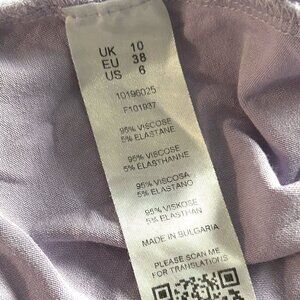 UK 10
EU 38
US 6
10196025
F101937
95% VISCOSE
5% ELASTANE
95% VISCOSE
5% ELASTHANNE
95% VISCOSA
5% ELASTANO
95% VISKOSE
5% ELASTHAN
MADE IN BULGARIA
PLEASE SCAN ME
FOR TRANSLATIONS